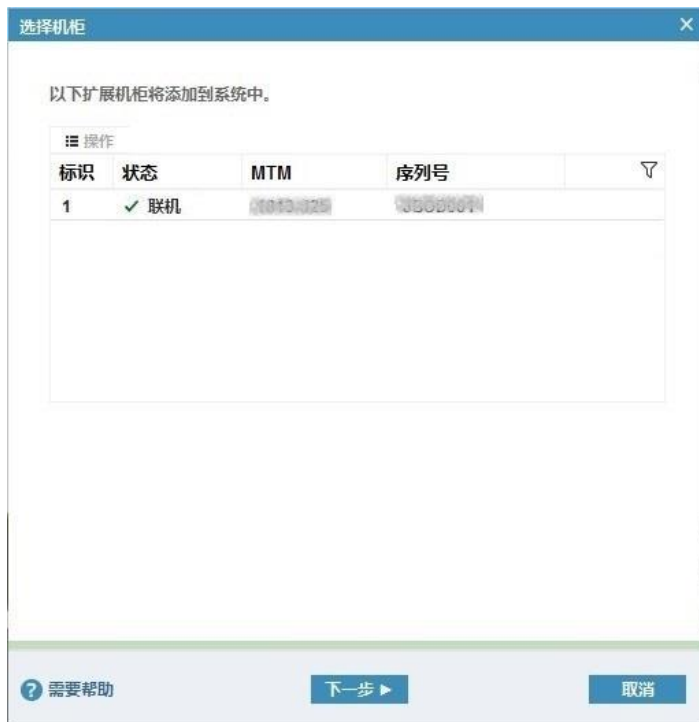 选择机柜
以下扩展机柜将添加到系统中。
操作
标识 状态 MTM 序列号
1 联机
需要帮助 下一步 取消